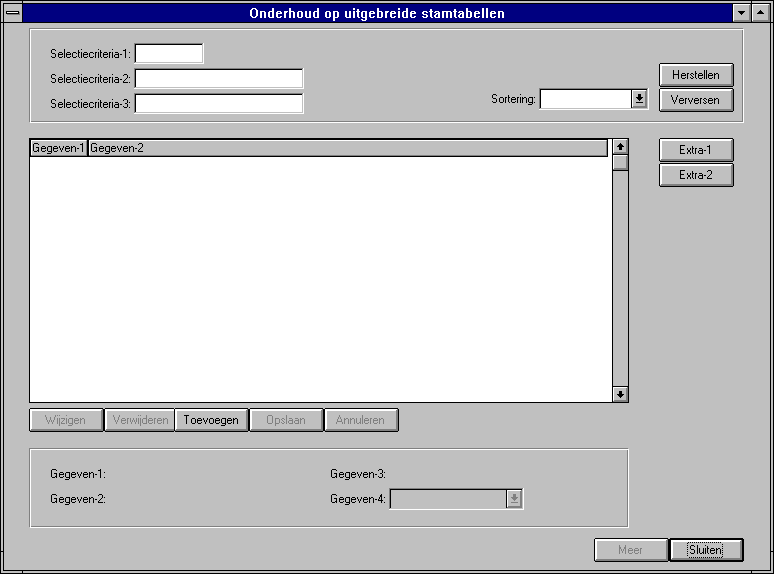 Onderhoud op uitgebreide stamtabellen
Selectiecriteria-1:
Selectiecriteria-2:
Selectiecriteria-3:
Sortering:
Herstellen
Verversen
Gegeven-1 Gegeven-2
Extra-1
Extra-2
Wijzigen Verwijderen Toevoegen Opslaan Annuleren
Gegeven-1: Gegeven-3:
Gegeven-2: Gegeven-4:
Meer Sluiten